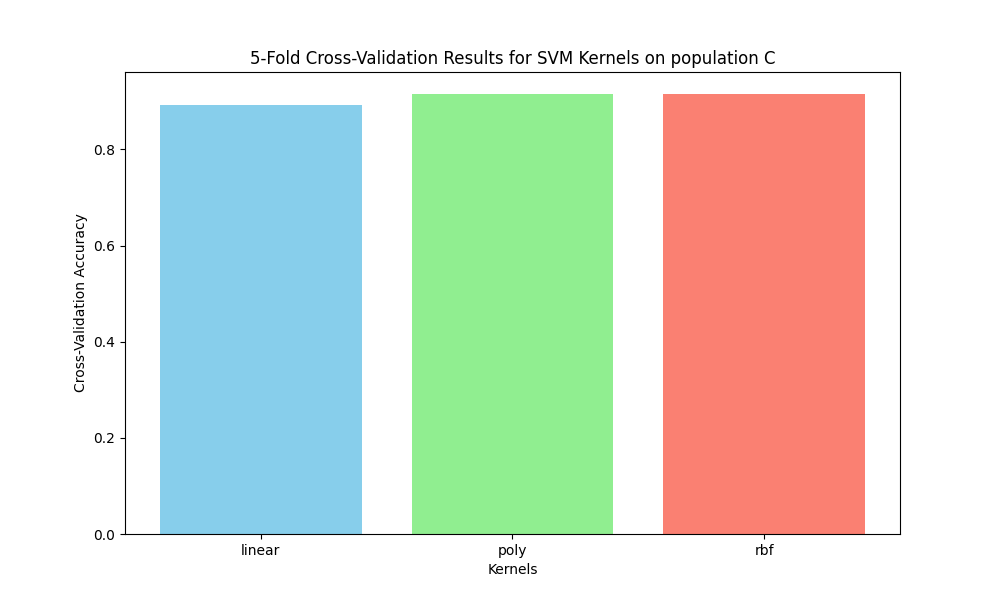 5-Fold Cross-Validation Results for SVM Kernels on population C
Cross-Validation Accuracy
0.8
0.6
0.4
0.2
0.0
linear
poly
rbf
Kernels